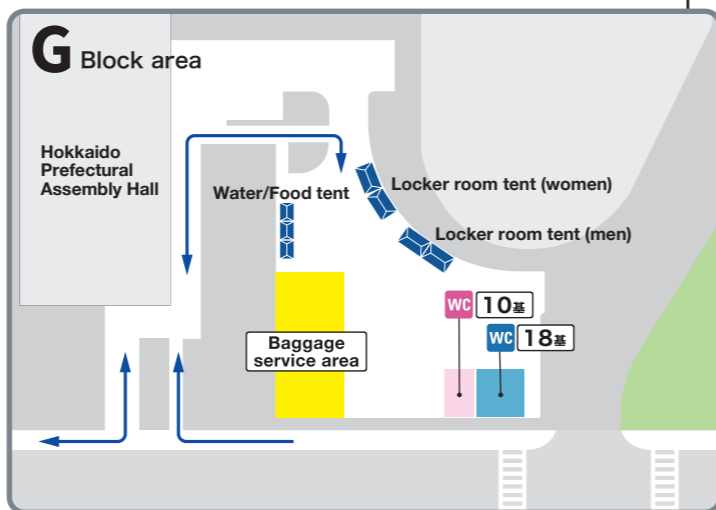 G Block area
Hokkaido
Prefectural
Assembly Hall
Water/Food tent
Locker room tent (women)
Locker room tent (men)
WC 10基
WC 18基
Baggage
service area